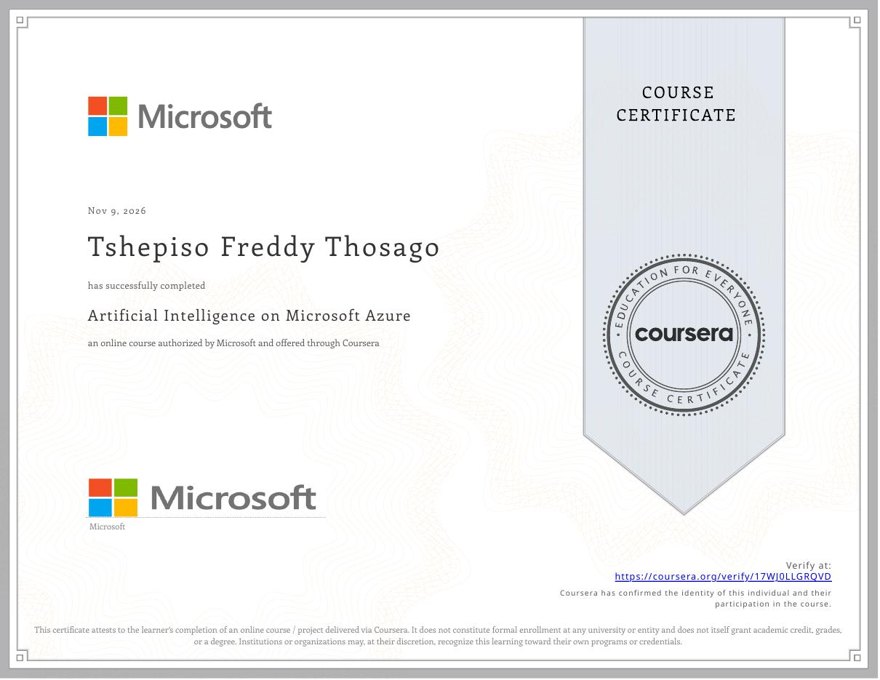 Microsoft
COURSE
CERTIFICATE
Nov 9, 2026
Tshepiso Freddy Thosago
has successfully completed
Artificial Intelligence on Microsoft Azure
an online course authorized by Microsoft and offered through Coursera
EDUCATION FOR EVERYONE
coursera
COURSE CERTIFICATE
Microsoft
Microsoft
Verify at:
https://coursera.org/verify/17WJ0LLGRQVD
Coursera has confirmed the identity of this individual and their
participation in the course.
This certificate attests to the learner's completion of an online course / project delivered via Coursera. It does not constitute formal enrollment at any university or entity and does not itself grant academic credit, grades,
or a degree. Institutions or organizations may, at their discretion, recognize this learning toward their own programs or credentials.